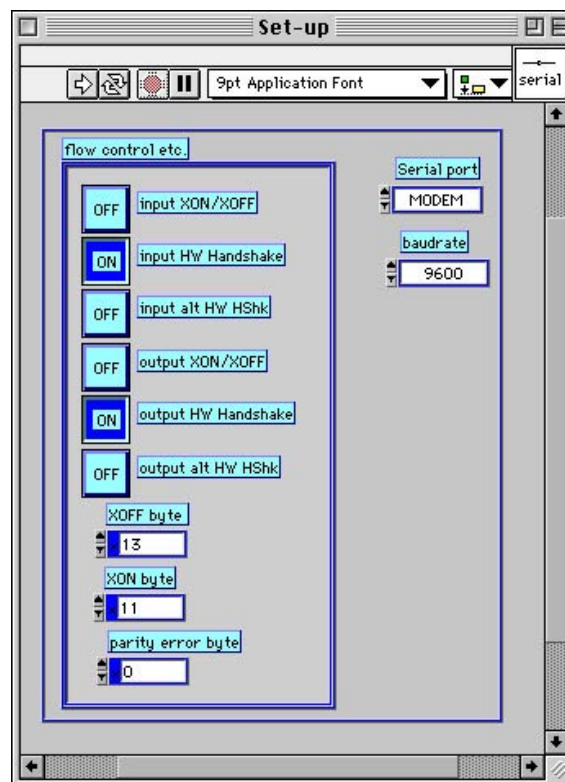 Set-up
9pt Application Font
serial
flow control etc.
Serial port
MODEM
baudrate
9600
OFF input XON/XOFF
ON input HW Handshake
OFF input alt HW HShk
OFF output XON/XOFF
ON output HW Handshake
OFF output alt HW HShk
XOFF byte
x 13
XON byte
x 11
parity error byte
x 0